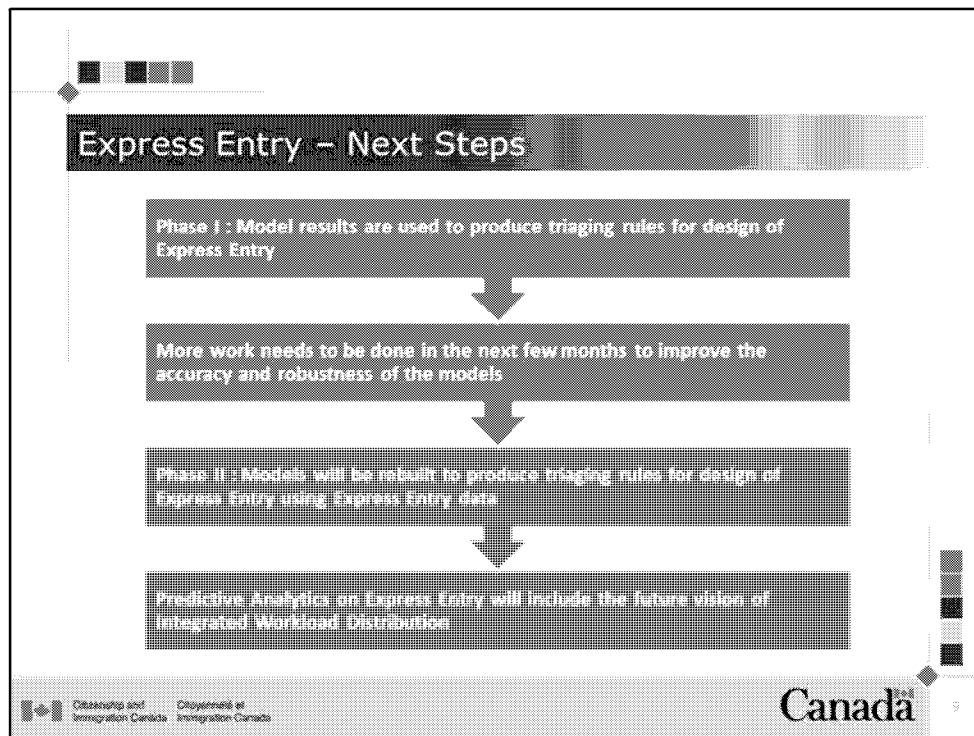 Express Entry – Next Steps
Phase I : Model results are used to produce triaging rules for design of
Express Entry
More work needs to be done in the next few months to improve the
accuracy and robustness of the models
Phase II : Models will be rebuilt to produce triaging rules for design of
Express Entry using Express Entry data
Predictive Analytics on Express Entry will include the future vision of
Integrated Workload Distribution
Citizenship and
Immigration Canada
Citoyenneté et
Immigration Canada
Canada
9